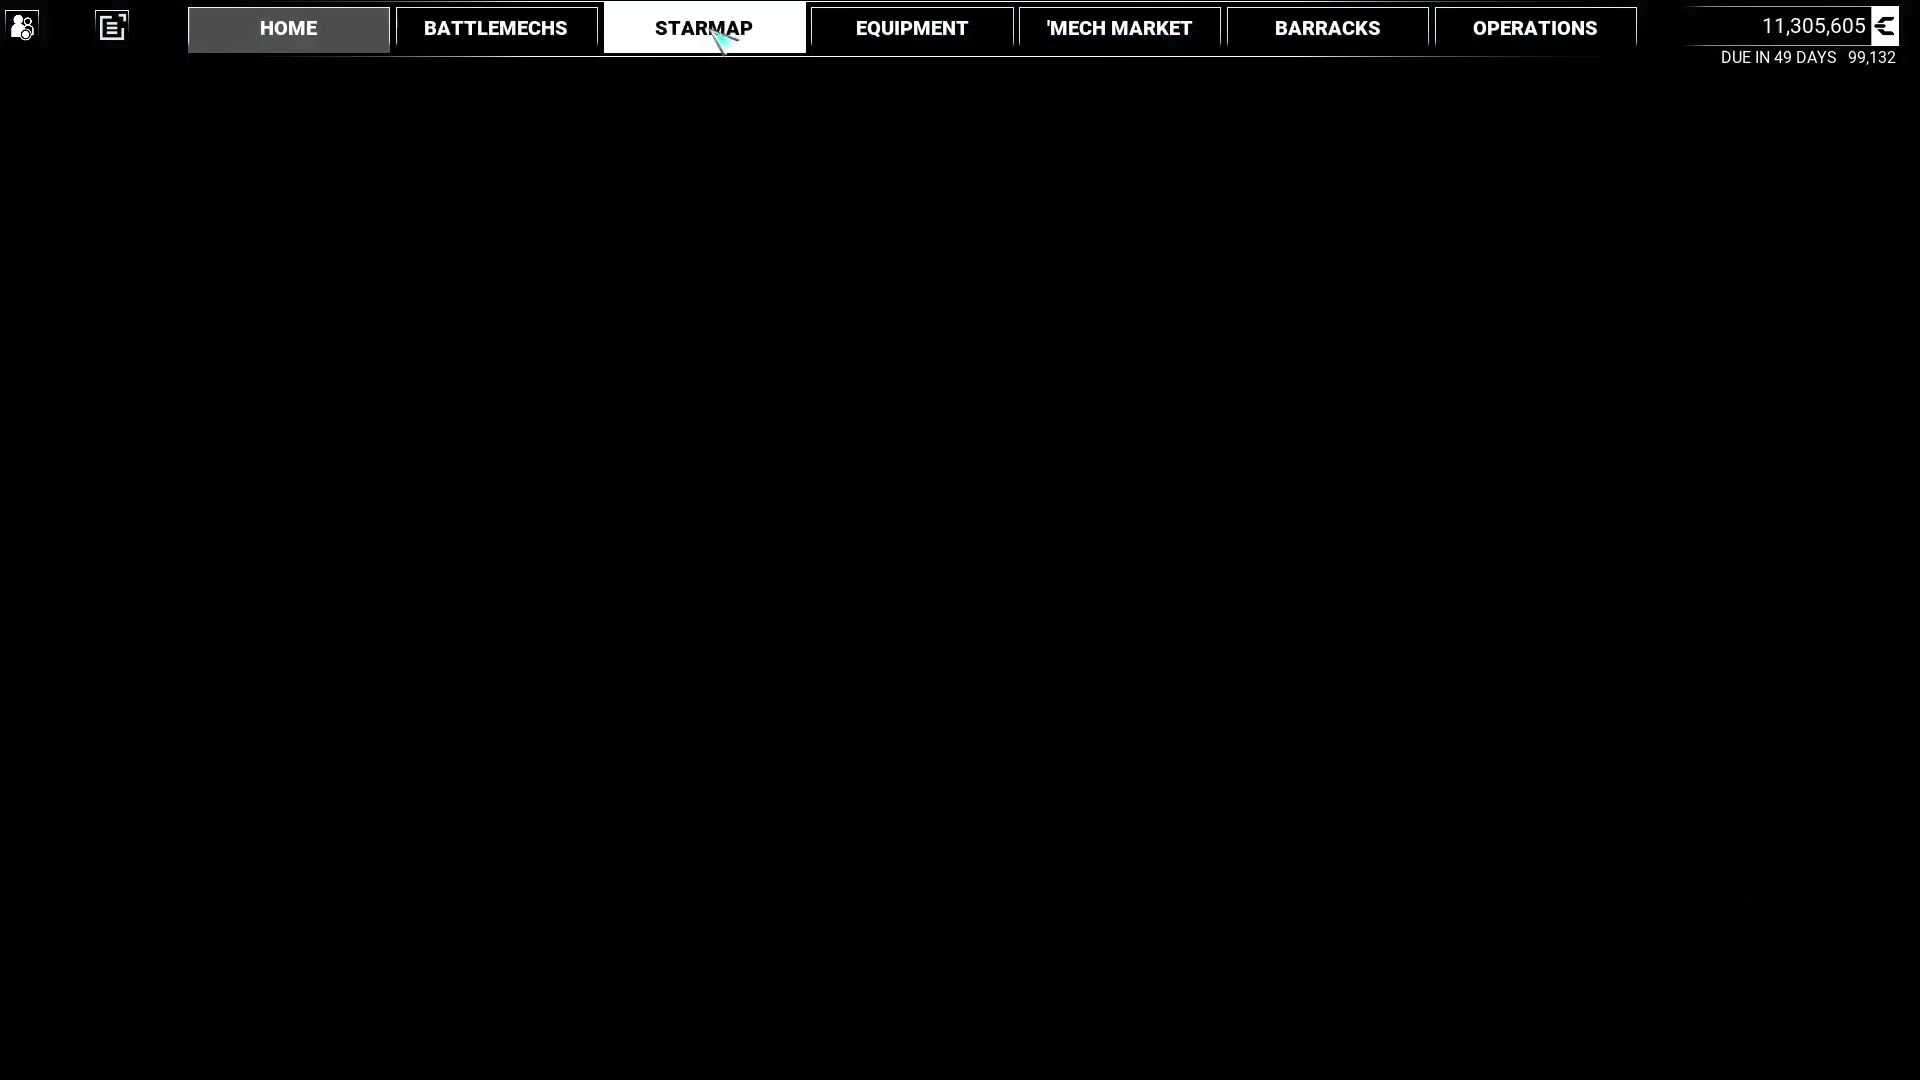 HOME BATTLEMECHS STARMAP EQUIPMENT 'MECH MARKET BARRACKS OPERATIONS 11,305,605
DUE IN 49 DAYS 99,132